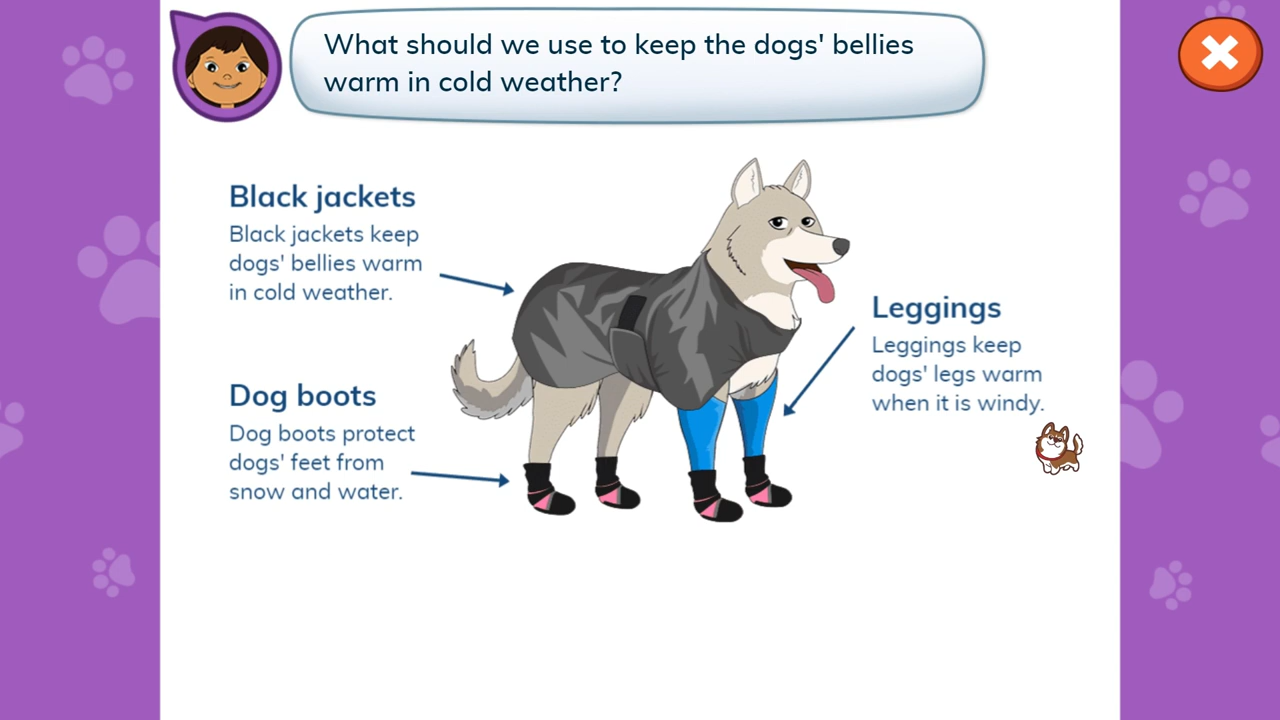 What should we use to keep the dogs' bellies
warm in cold weather?
Black jackets
Black jackets keep
dogs' bellies warm
in cold weather.
Dog boots
Dog boots protect
dogs' feet from
snow and water.
Leggings
Leggings keep
dogs' legs warm
when it is windy.